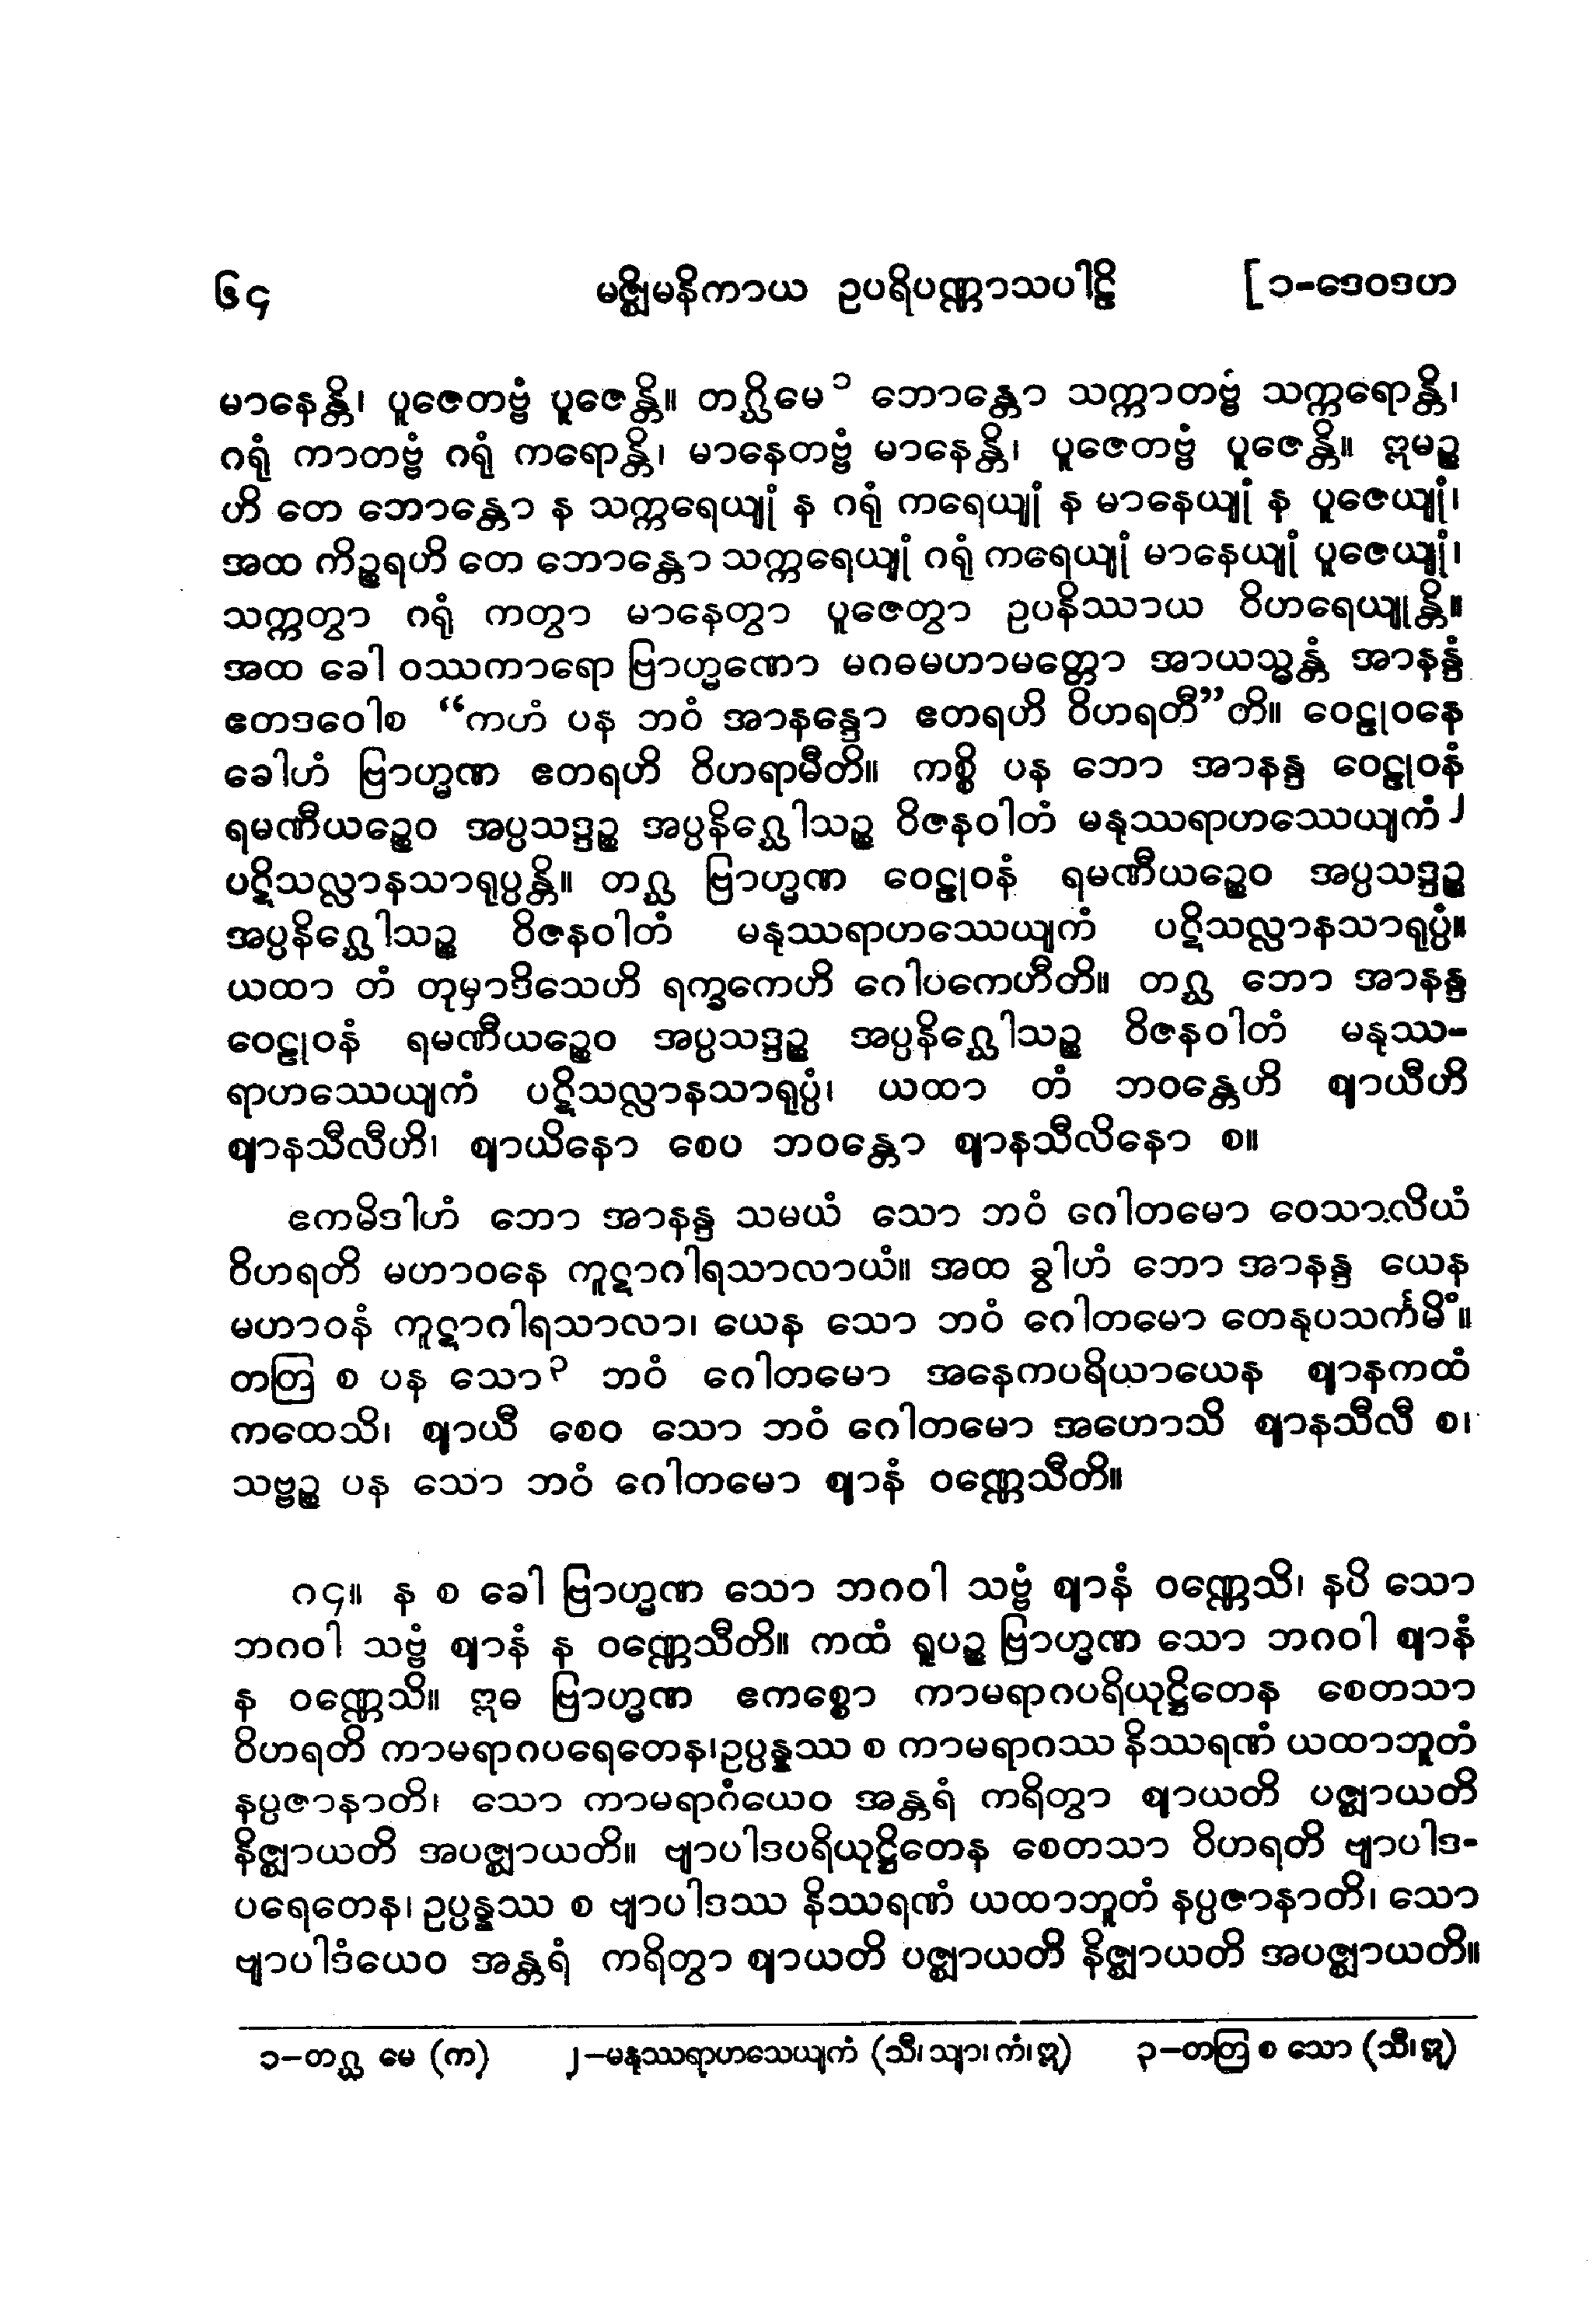 ၆၄ မဇ္ဈိမနိကာယ ဥပရိပဏ္ဏာသပါဠိ [၁-ဒေဝဒဟ
မာနေန္တိ၊ ပူဇေတဗ္ဗံ ပူဇေန္တိ။ တဂ္ဃိမေ ၁ ဘောန္တော သက္ကာတဗ္ဗံ သက္ကရောန္တိ၊
ဂရုံ ကာတဗ္ဗံ ဂရုံ ကရောန္တိ၊ မာနေတဗ္ဗံ မာနေန္တိ၊ ပူဇေတဗ္ဗံ ပူဇေန္တိ။ ဣမဉ္စ
ဟိ တေ ဘောန္တော န သက္ကရေယျုံ န ဂရုံ ကရေယျုံ န မာနေယျုံ န ပူဇေယျုံ၊
အထ ကိဉ္စရဟိ တေ ဘောန္တော သက္ကရေယျုံ ဂရုံ ကရေယျုံ မာနေယျုံ ပူဇေယျုံ၊
သက္ကတွာ ဂရုံ ကတွာ မာနေတွာ ပူဇေတွာ ဥပနိဿာယ ဝိဟရေယျုန္တိ။
အထ ခေါ ဝဿကာရော ဗြာဟ္မဏော မဂဓမဟာမတ္တော အာယသ္မန္တံ အာနန္ဒံ
ဧတဒဝေါစ “ကဟံ ပန ဘဝံ အာနန္ဒော ဧတရဟိ ဝိဟရတီ”တိ။ ဝေဠုဝနေ
ခေါဟံ ဗြာဟ္မဏ ဧတရဟိ ဝိဟရာမီတိ။ ကစ္စိ ပန ဘော အာနန္ဒ ဝေဠုဝနံ
ရမဏီယဉ္စေဝ အပ္ပသဒ္ဒဉ္စ အပ္ပနိဂ္ဃေါသဉ္စ ဝိဇနဝါတံ မနုဿရာဟဿေယျကံ ၂
ပဋိသလ္လာနသာရုပ္ပန္တိ။ တဂ္ဃ ဗြာဟ္မဏ ဝေဠုဝနံ ရမဏီယဉ္စေဝ အပ္ပသဒ္ဒဉ္စ
အပ္ပနိဂ္ဃေါသဉ္စ ဝိဇနဝါတံ မနုဿရာဟဿေယျကံ ပဋိသလ္လာနသာရုပ္ပံ။
ယထာ တံ တုမှာဒိသေဟိ ရက္ခကေဟိ ဂေါပကေဟီတိ။ တဂ္ဃ ဘော အာနန္ဒ
ဝေဠုဝနံ ရမဏီယဉ္စေဝ အပ္ပသဒ္ဒဉ္စ အပ္ပနိဂ္ဃေါသဉ္စ ဝိဇနဝါတံ မနုဿ-
ရာဟဿေယျကံ ပဋိသလ္လာနသာရုပ္ပံ၊ ယထာ တံ ဘဝန္တေဟိ ဈာယီဟိ
ဈာနသီလီဟိ၊ ဈာယိနော စေပ ဘဝန္တော ဈာနသီလိနော စ။
ဧကမိဒါဟံ ဘော အာနန္ဒ သမယံ သော ဘဝံ ဂေါတမော ဝေသာလိယံ
ဝိဟရတိ မဟာဝနေ ကူဋာဂါရသာလာယံ။ အထ ခွါဟံ ဘော အာနန္ဒ ယေန
မဟာဝနံ ကူဋာဂါရသာလာ၊ ယေန သော ဘဝံ ဂေါတမော တေနုပသင်္ကမိံ။
တတြ စ ပန သော ၃ ဘဝံ ဂေါတမော အနေကပရိယာယေန ဈာနကထံ
ကထေသိ၊ ဈာယီ စေဝ သော ဘဝံ ဂေါတမော အဟောသိ ဈာနသီလီ စ၊
သဗ္ဗဉ္စ ပန သော ဘဝံ ဂေါတမော ဈာနံ ဝဏ္ဏေသီတိ။
၈၄။ န စ ခေါ ဗြာဟ္မဏ သော ဘဂဝါ သဗ္ဗံ ဈာနံ ဝဏ္ဏေသိ၊ နပိ သော
ဘဂဝါ သဗ္ဗံ ဈာနံ န ဝဏ္ဏေသီတိ။ ကထံ ရူပဉ္စ ဗြာဟ္မဏ သော ဘဂဝါ ဈာနံ
န ဝဏ္ဏေသိ။ ဣဓ ဗြာဟ္မဏ ဧကစ္စော ကာမရာဂပရိယုဋ္ဌိတေန စေတသာ
ဝိဟရတိ ကာမရာဂပရေတေန၊ ဥပ္ပန္နဿ စ ကာမရာဂဿ နိဿရဏံ ယထာဘူတံ
နပ္ပဇာနာတိ၊ သော ကာမရာဂံယေဝ အန္တရံ ကရိတွာ ဈာယတိ ပဇ္ဈာယတိ
နိဇ္ဈာယတိ အပဇ္ဈာယတိ။ ဗျာပါဒပရိယုဋ္ဌိတေန စေတသာ ဝိဟရတိ ဗျာပါဒ-
ပရေတေန၊ ဥပ္ပန္နဿ စ ဗျာပါဒဿ နိဿရဏံ ယထာဘူတံ နပ္ပဇာနာတိ၊ သော
ဗျာပါဒံယေဝ အန္တရံ ကရိတွာ ဈာယတိ ပဇ္ဈာယတိ နိဇ္ဈာယတိ အပဇ္ဈာယတိ။
၁-တဂ္ဃ မေ (က) ၂-မနုဿရာဟသေယျကံ (သီ၊ သျာ၊ ကံ၊ ဣ) ၃-တတြ စ သော (သီ၊ ဣ)